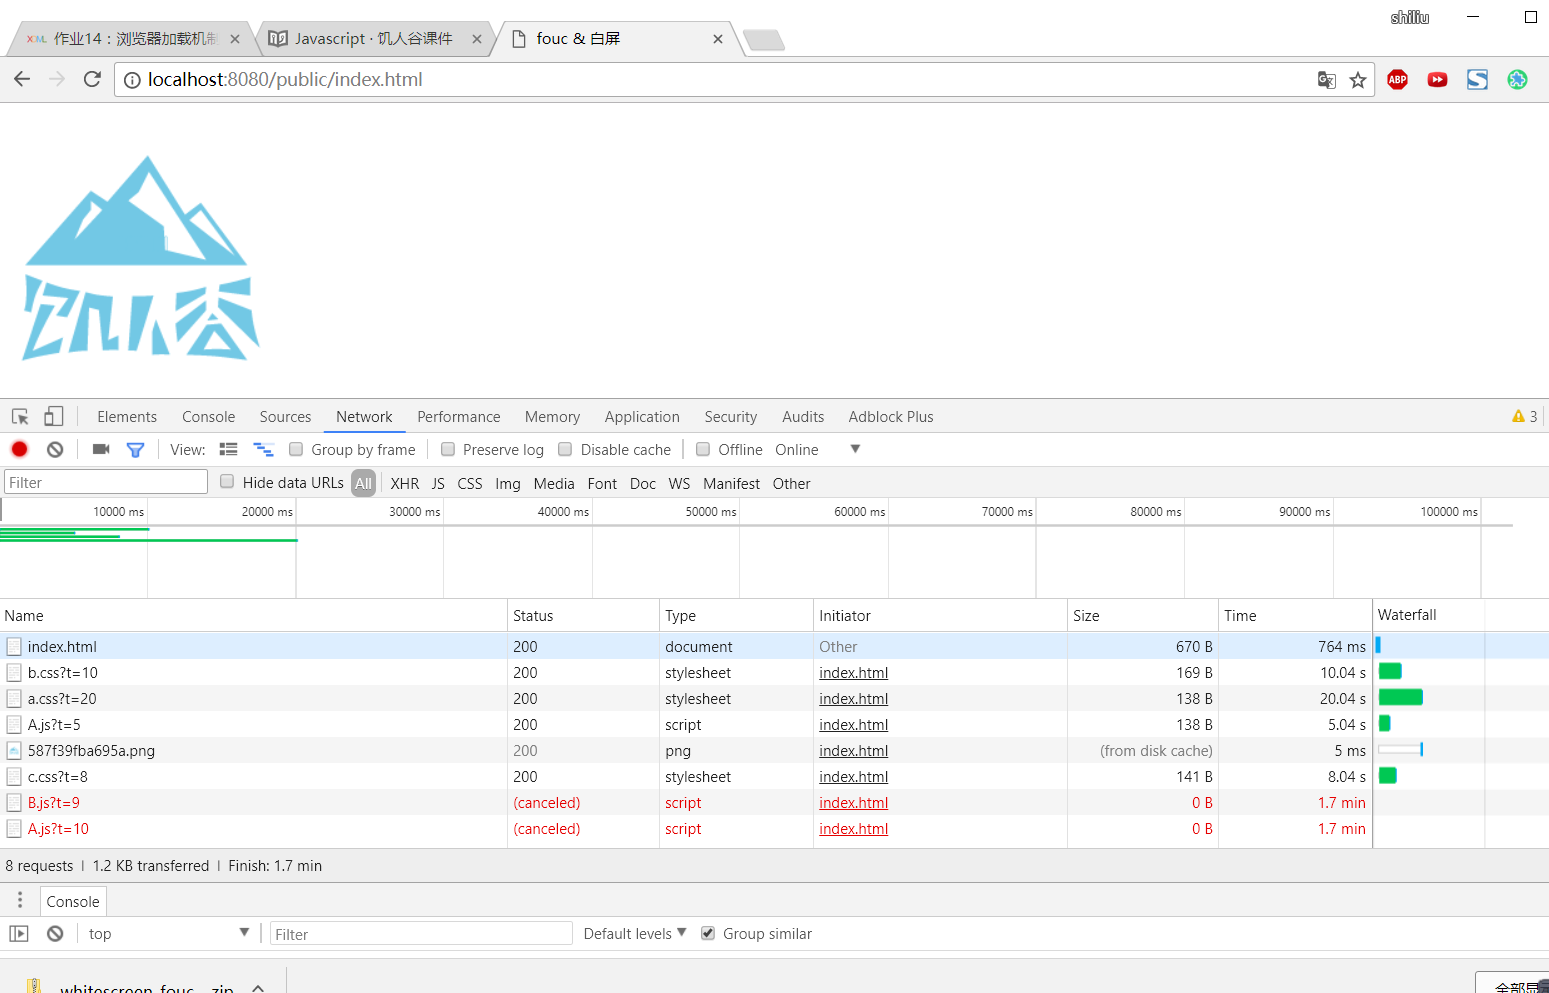 shiliu
XML 作业14：浏览器加载机制
Javascript · 饥人谷课件
fouc & 白屏
localhost:8080/public/index.html
ABP
饥人谷
Elements Console Sources Network Performance Memory Application Security Audits Adblock Plus 3
View: Group by frame Preserve log Disable cache Offline Online
Filter Hide data URLs All XHR JS CSS Img Media Font Doc WS Manifest Other
10000 ms 20000 ms 30000 ms 40000 ms 50000 ms 60000 ms 70000 ms 80000 ms 90000 ms 100000 ms
Name Status Type Initiator Size Time Waterfall
index.html 200 document Other 670 B 764 ms
b.css?t=10 200 stylesheet index.html 169 B 10.04 s
a.css?t=20 200 stylesheet index.html 138 B 20.04 s
A.js?t=5 200 script index.html 138 B 5.04 s
587f39fba695a.png 200 png index.html (from disk cache) 5 ms
c.css?t=8 200 stylesheet index.html 141 B 8.04 s
B.js?t=9 (canceled) script index.html 0 B 1.7 min
A.js?t=10 (canceled) script index.html 0 B 1.7 min
8 requests | 1.2 KB transferred | Finish: 1.7 min
Console
top Filter Default levels Group similar
whitescreen_fouc_.zip
全部显